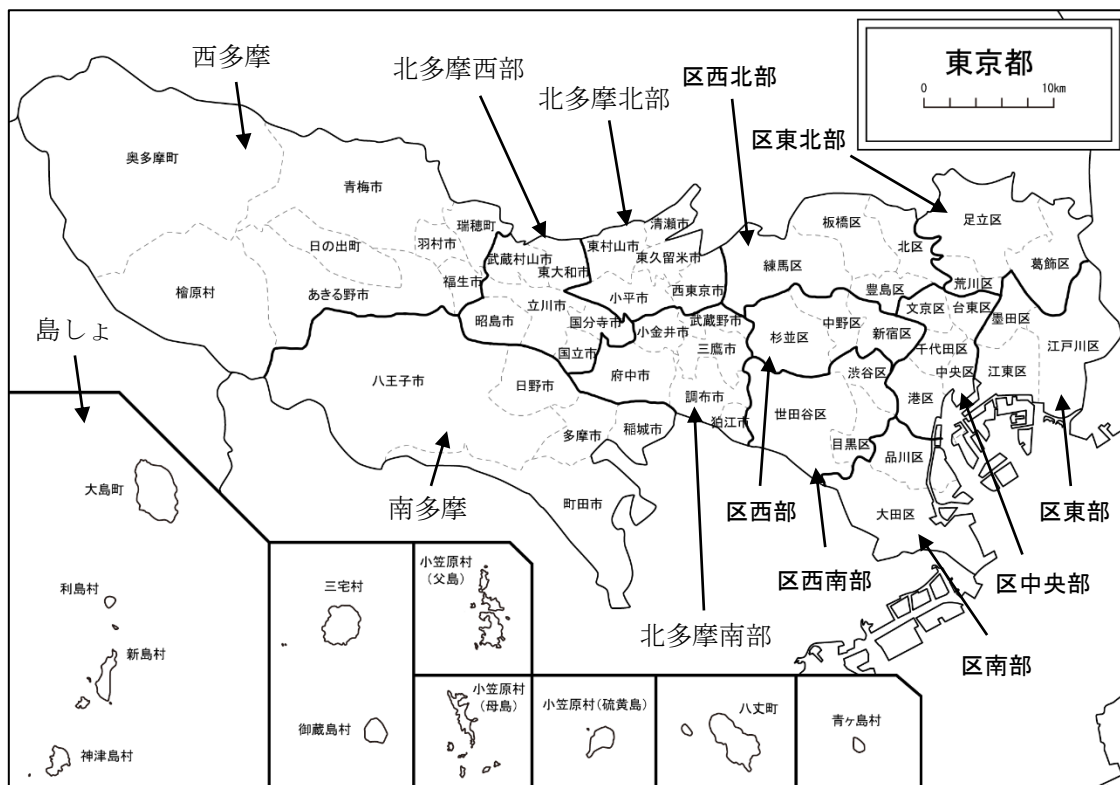 東京都
0
10km
西多摩
北多摩西部
北多摩北部
区西北部
区東北部
奥多摩町
青梅市
瑞穂町
羽村市
日の出町
福生市
あきる野市
檜原村
武蔵村山市
東大和市
東村山市
清瀬市
東久留米市
小平市
西東京市
昭島市
立川市
国分寺市
国立市
小金井市
武蔵野市
三鷹市
府中市
調布市
狛江市
八王子市
日野市
多摩市
稲城市
町田市
練馬区
板橋区
北区
豊島区
足立区
葛飾区
荒川区
文京区
台東区
墨田区
江戸川区
杉並区
中野区
新宿区
千代田区
中央区
江東区
渋谷区
港区
世田谷区
目黒区
品川区
大田区
島しょ
南多摩
区西部
区西南部
北多摩南部
区東部
区中央部
区南部
大島町
利島村
新島村
神津島村
三宅村
御蔵島村
小笠原村
(父島)
小笠原村
(母島)
小笠原村(硫黄島)
八丈町
青ヶ島村